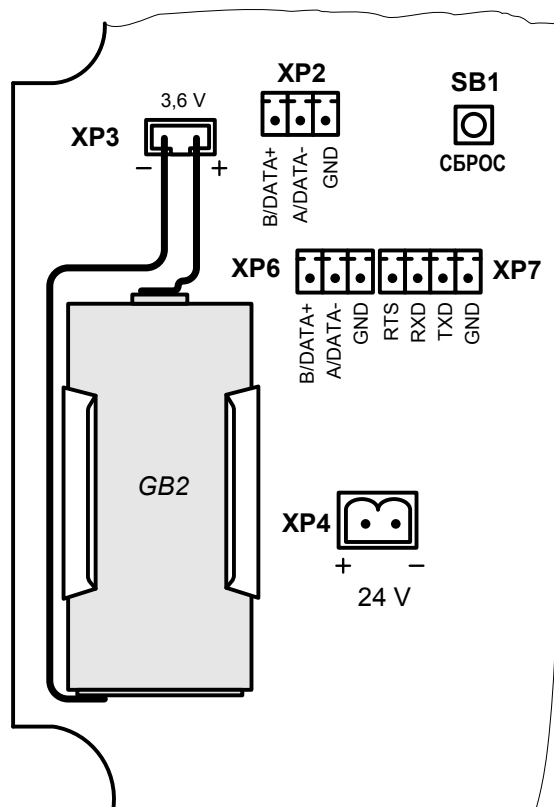 XP2
SB1
3,6 V
XP3
− +
СБРОС
B/DATA+
A/DATA-
GND
XP6
XP7
B/DATA+
A/DATA-
GND
RTS
RXD
TXD
GND
GB2
XP4
+ −
24 V